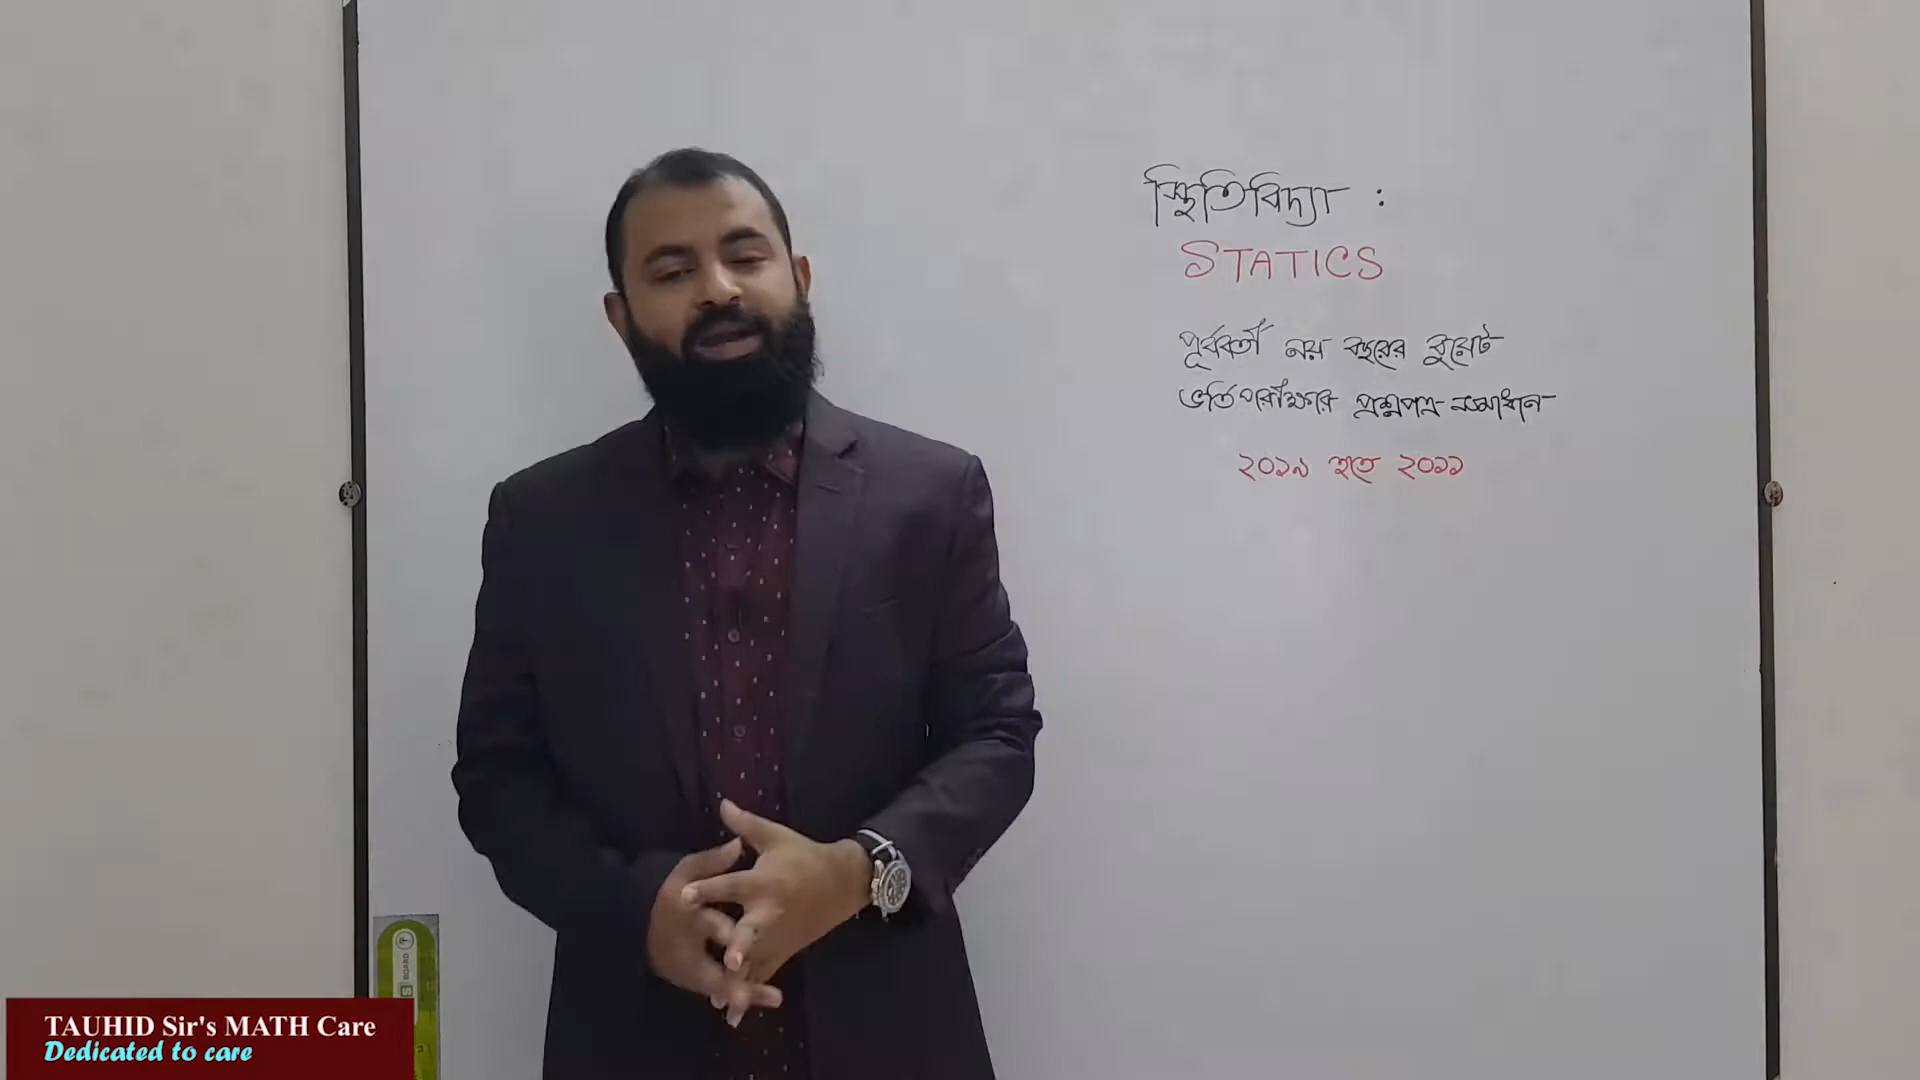 স্থিতিবিদ্যা :
STATICS
পূর্ববর্তী নয় বছরের বুয়েট
ভর্তি পরীক্ষার প্রশ্নপত্র সমাধান
২০১৯ হতে ২০১১
BOARD
TAUHID Sir's MATH Care
Dedicated to care